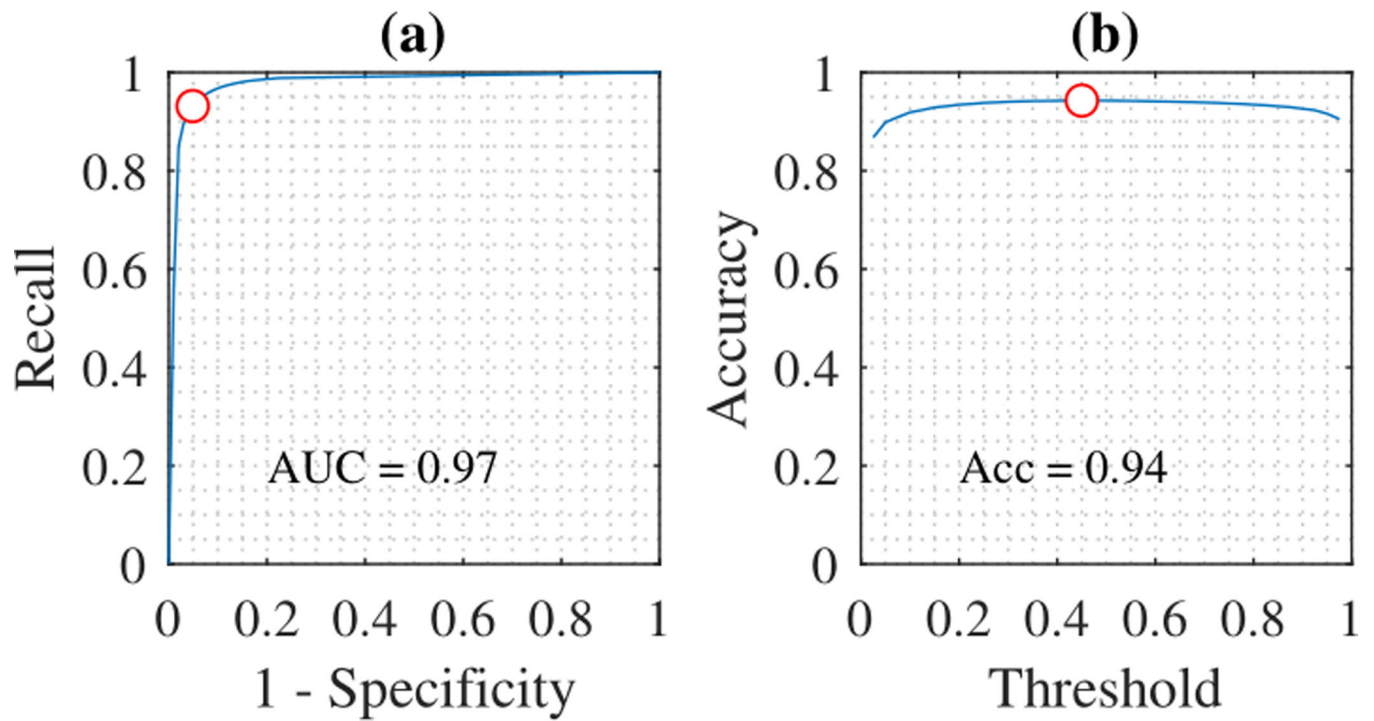 (a)
1
0.8
0.6
0.4
0.2
0
Recall
AUC = 0.97
0 0.2 0.4 0.6 0.8 1
1 - Specificity
(b)
1
0.8
0.6
0.4
0.2
0
Accuracy
Acc = 0.94
0 0.2 0.4 0.6 0.8 1
Threshold